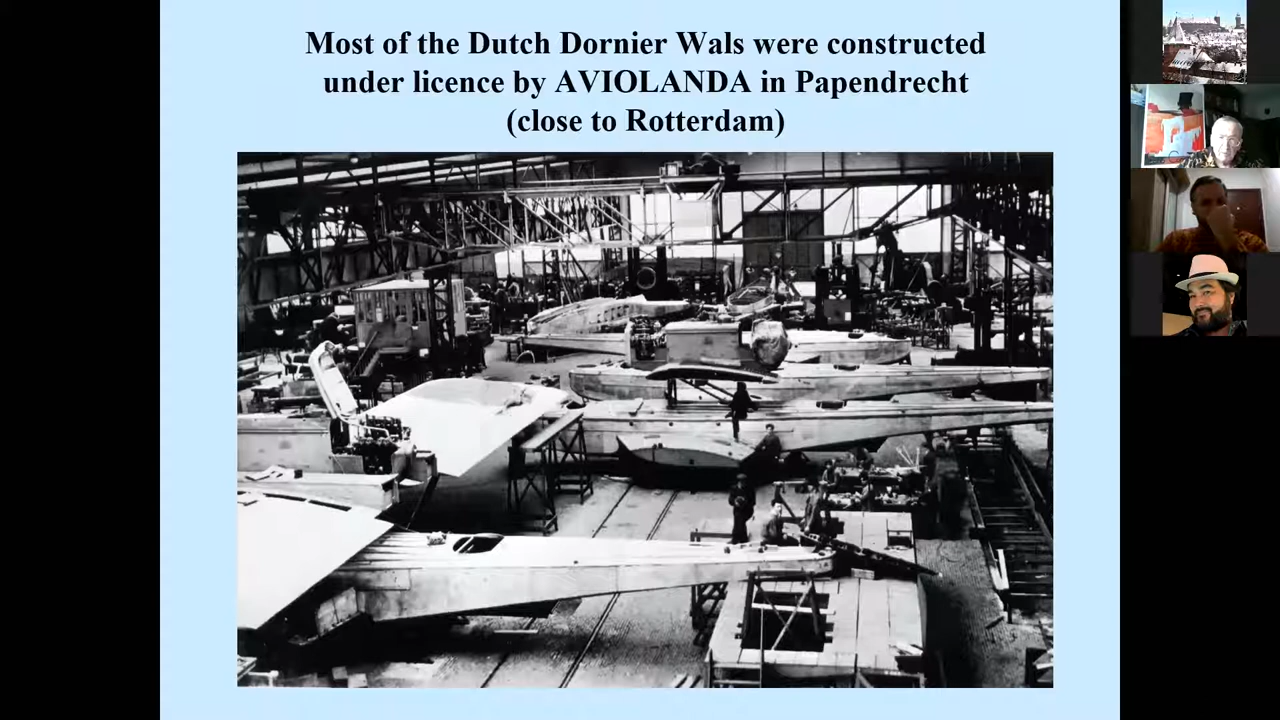 Most of the Dutch Dornier Wals were constructed
under licence by AVIOLANDA in Papendrecht
(close to Rotterdam)